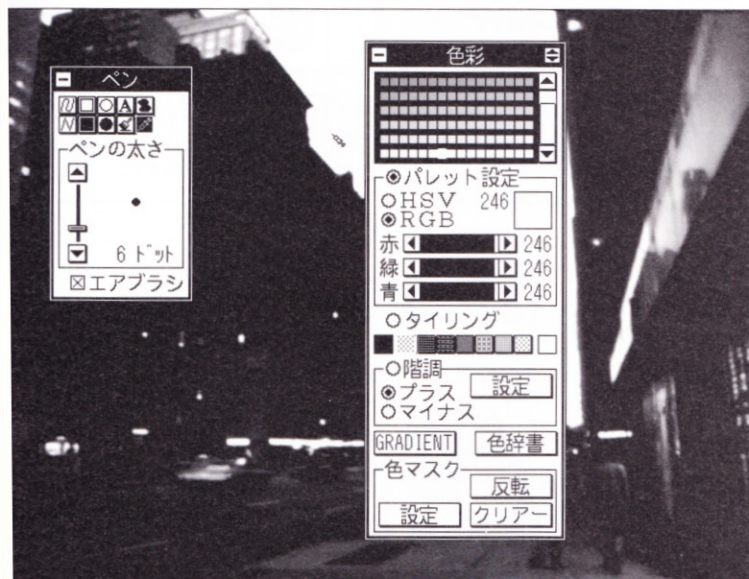 ペン
A
ペンの太さ
6 ドット
エアブラシ
色彩
パレット設定
HSV 246
RGB
赤 246
緑 246
青 246
タイリング
階調
プラス 設定
マイナス
GRADIENT 色辞書
色マスク
反転
設定 クリアー